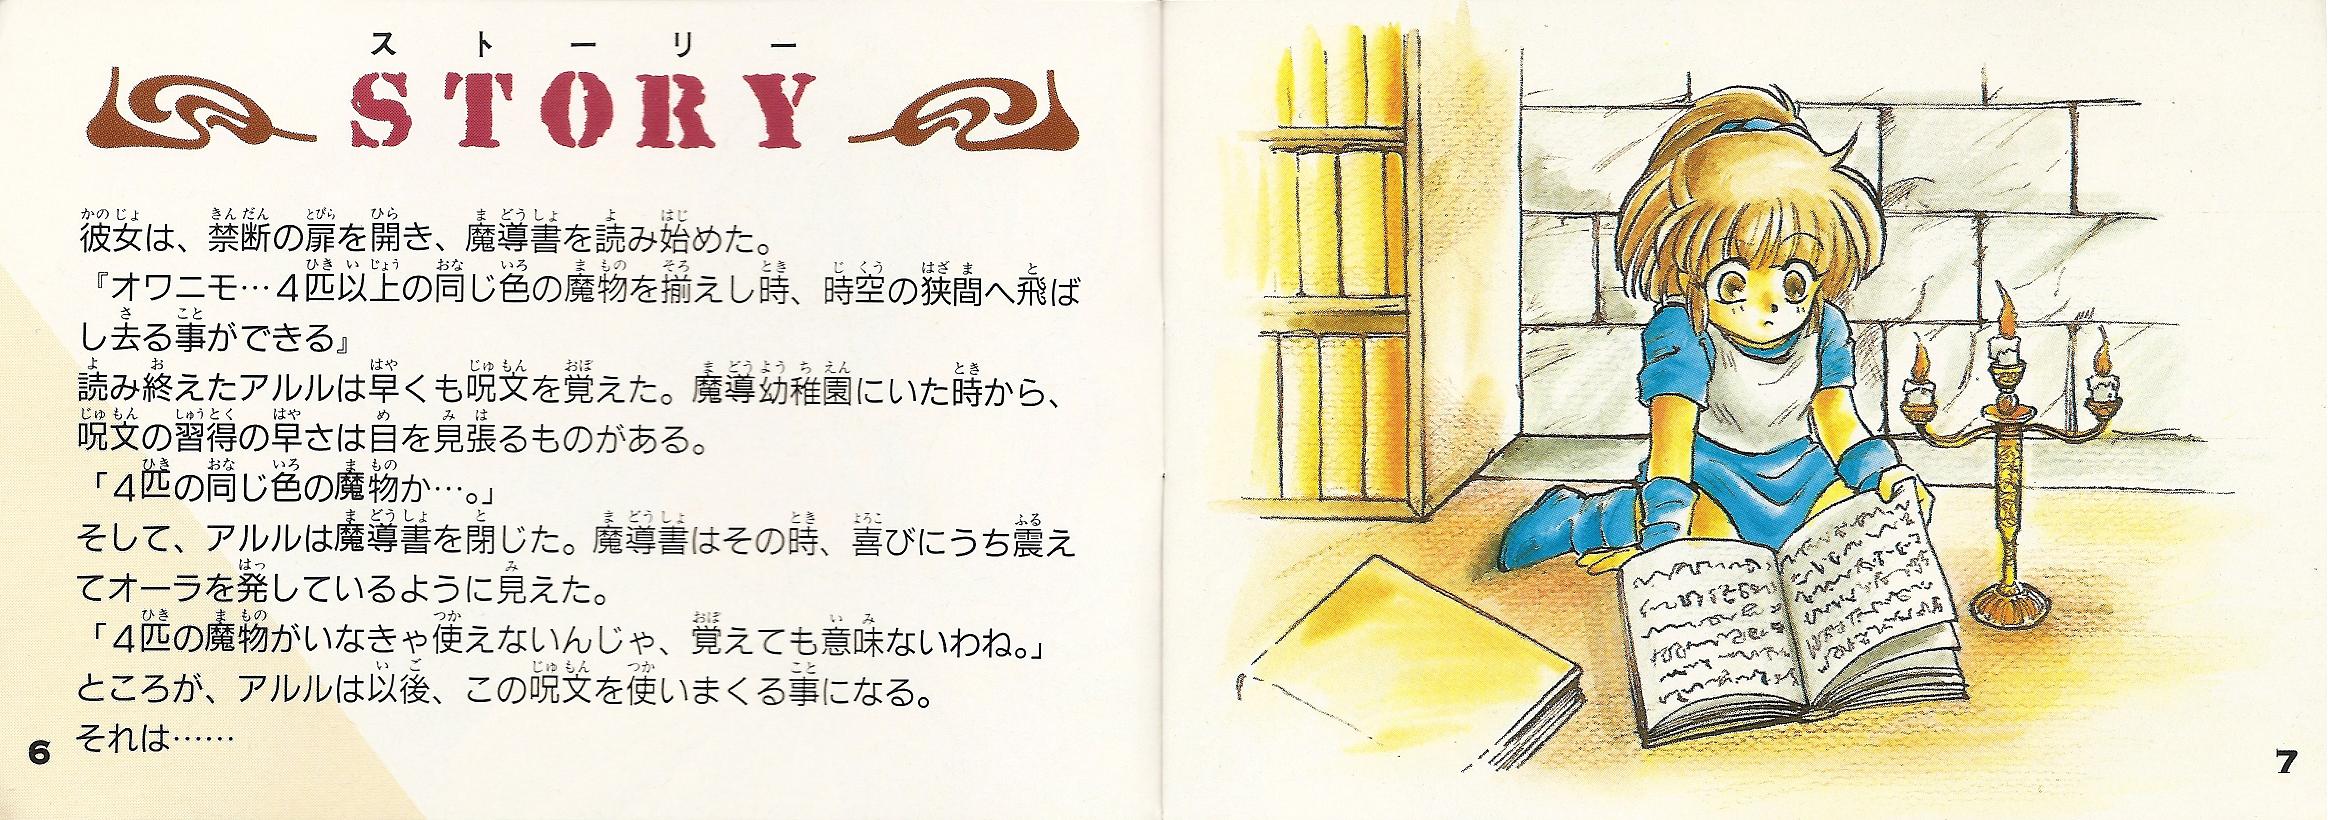 ストーリー
STORY
彼女は、禁断の扉を開き、魔導書を読み始めた。
『オワニモ…４匹以上の同じ色の魔物を揃えし時、時空の狭間へ飛ば
し去る事ができる』
読み終えたアルルは早くも呪文を覚えた。魔導幼稚園にいた時から、
呪文の習得の早さは目を見張るものがある。
「４匹の同じ色の魔物か…。」
そして、アルルは魔導書を閉じた。魔導書はその時、喜びにうち震え
てオーラを発しているように見えた。
「４匹の魔物がいなきゃ使えないんじゃ、覚えても意味ないわね。」
ところが、アルルは以後、この呪文を使いまくる事になる。
それは……
6
7